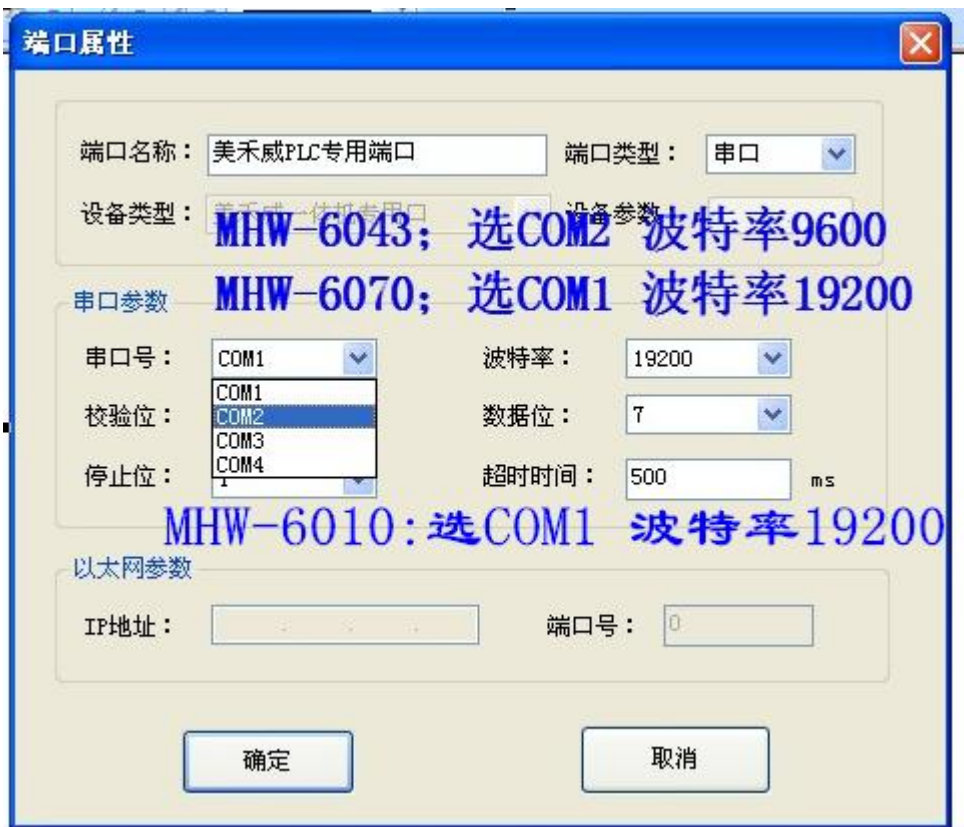 端口属性
端口名称： 美禾威PLC专用端口 端口类型： 串口
设备类型： 设备参数
MHW-6043；选COM2 波特率9600
MHW-6070；选COM1 波特率19200
串口参数
串口号： COM1 波特率： 19200
COM1
校验位： COM2 数据位： 7
COM3
COM4
停止位： 1 超时时间： 500 ms
MHW-6010:选COM1 波特率19200
以太网参数
IP地址： . . . 端口号： 0
确定 取消